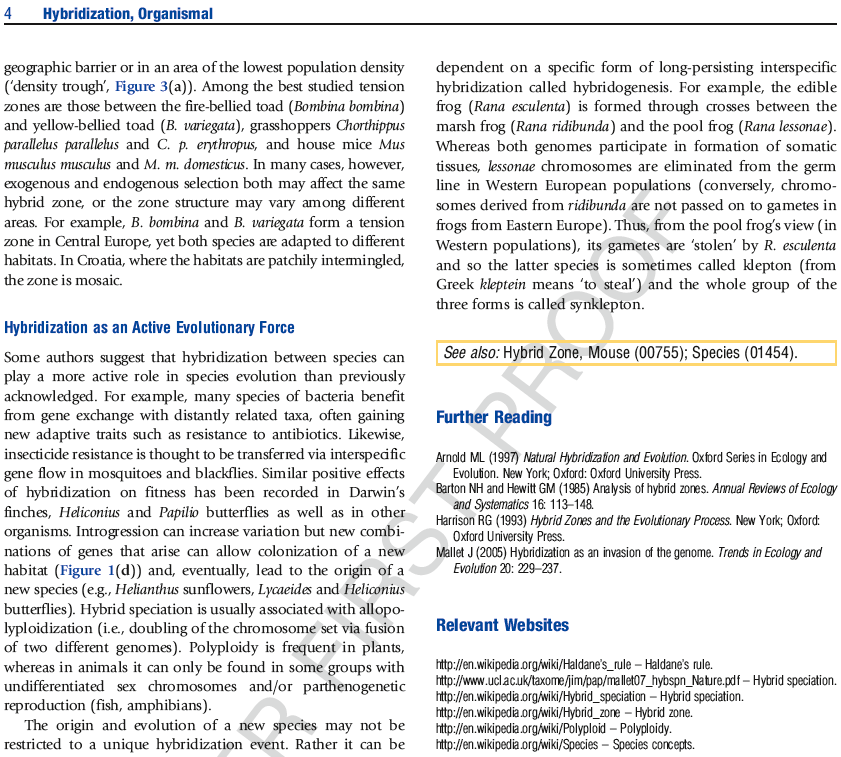 4 Hybridization, Organismal
geographic barrier or in an area of the lowest population density
(‘density trough’, Figure 3(a)). Among the best studied tension
zones are those between the fire-bellied toad (Bombina bombina)
and yellow-bellied toad (B. variegata), grasshoppers Chorthippus
parallelus parallelus and C. p. erythropus, and house mice Mus
musculus musculus and M. m. domesticus. In many cases, however,
exogenous and endogenous selection both may affect the same
hybrid zone, or the zone structure may vary among different
areas. For example, B. bombina and B. variegata form a tension
zone in Central Europe, yet both species are adapted to different
habitats. In Croatia, where the habitats are patchily intermingled,
the zone is mosaic.
Hybridization as an Active Evolutionary Force
Some authors suggest that hybridization between species can
play a more active role in species evolution than previously
acknowledged. For example, many species of bacteria benefit
from gene exchange with distantly related taxa, often gaining
new adaptive traits such as resistance to antibiotics. Likewise,
insecticide resistance is thought to be transferred via interspecific
gene flow in mosquitoes and blackflies. Similar positive effects
of hybridization on fitness has been recorded in Darwin’s
finches, Heliconius and Papilio butterflies as well as in other
organisms. Introgression can increase variation but new combi-
nations of genes that arise can allow colonization of a new
habitat (Figure 1(d)) and, eventually, lead to the origin of a
new species (e.g., Helianthus sunflowers, Lycaeides and Heliconius
butterflies). Hybrid speciation is usually associated with allopo-
lyploidization (i.e., doubling of the chromosome set via fusion
of two different genomes). Polyploidy is frequent in plants,
whereas in animals it can only be found in some groups with
undifferentiated sex chromosomes and/or parthenogenetic
reproduction (fish, amphibians).
The origin and evolution of a new species may not be
restricted to a unique hybridization event. Rather it can be
dependent on a specific form of long-persisting interspecific
hybridization called hybridogenesis. For example, the edible
frog (Rana esculenta) is formed through crosses between the
marsh frog (Rana ridibunda) and the pool frog (Rana lessonae).
Whereas both genomes participate in formation of somatic
tissues, lessonae chromosomes are eliminated from the germ
line in Western European populations (conversely, chromo-
somes derived from ridibunda are not passed on to gametes in
frogs from Eastern Europe). Thus, from the pool frog’s view (in
Western populations), its gametes are ‘stolen’ by R. esculenta
and so the latter species is sometimes called klepton (from
Greek kleptein means ‘to steal’) and the whole group of the
three forms is called synklepton.
See also: Hybrid Zone, Mouse (00755); Species (01454).
Further Reading
Arnold ML (1997) Natural Hybridization and Evolution. Oxford Series in Ecology and
Evolution. New York; Oxford: Oxford University Press.
Barton NH and Hewitt GM (1985) Analysis of hybrid zones. Annual Reviews of Ecology
and Systematics 16: 113–148.
Harrison RG (1993) Hybrid Zones and the Evolutionary Process. New York; Oxford:
Oxford University Press.
Mallet J (2005) Hybridization as an invasion of the genome. Trends in Ecology and
Evolution 20: 229–237.
Relevant Websites
http://en.wikipedia.org/wiki/Haldane's_rule – Haldane's rule.
http://www.ucl.ac.uk/taxome/jim/pap/mallet07_hybspn_Nature.pdf – Hybrid speciation.
http://en.wikipedia.org/wiki/Hybrid_speciation – Hybrid speciation.
http://en.wikipedia.org/wiki/Hybrid_zone – Hybrid zone.
http://en.wikipedia.org/wiki/Polyploid – Polyploidy.
http://en.wikipedia.org/wiki/Species – Species concepts.
R FIRST PROOF